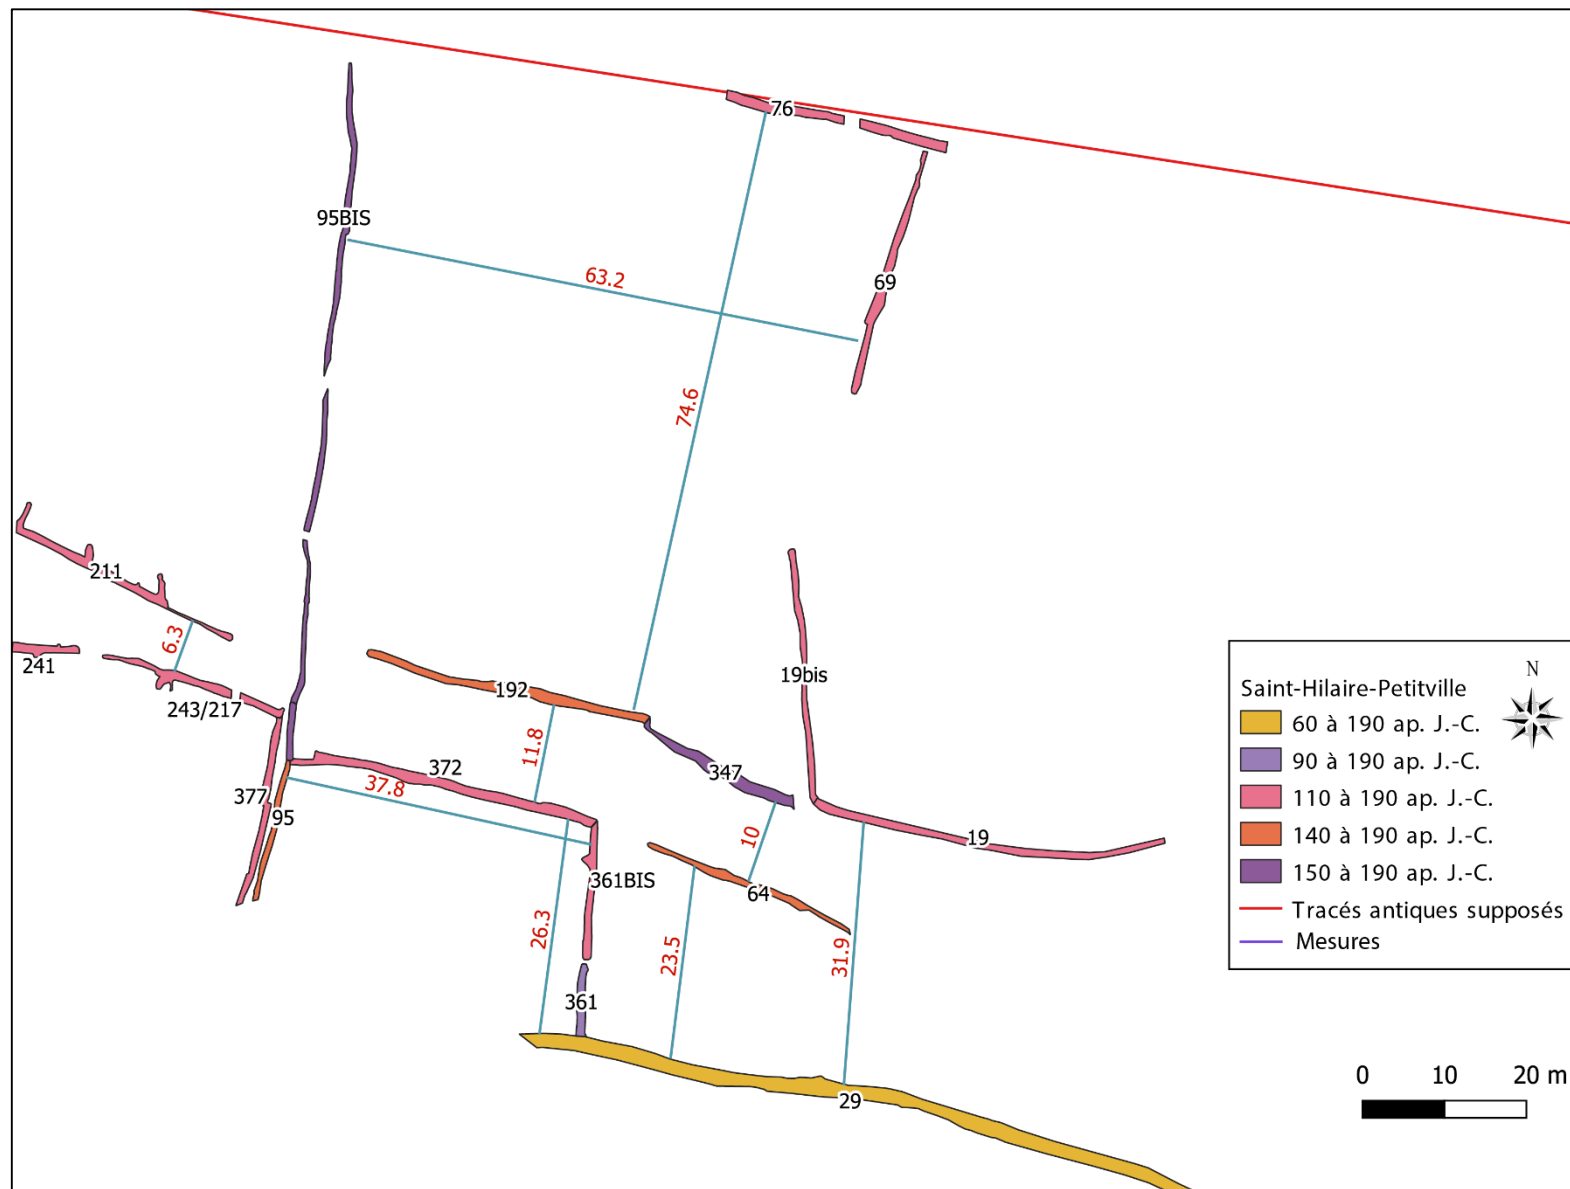 76
95BIS
63.2
69
74.6
211
6.3
241
243/217
192
19bis
11.8
372
347
37.8
377
95
10
19
361BIS
64
26.3
23.5
31.9
361
29
Saint-Hilaire-Petitville
N
60 à 190 ap. J.-C.
90 à 190 ap. J.-C.
110 à 190 ap. J.-C.
140 à 190 ap. J.-C.
150 à 190 ap. J.-C.
Tracés antiques supposés
Mesures
0 10 20 m